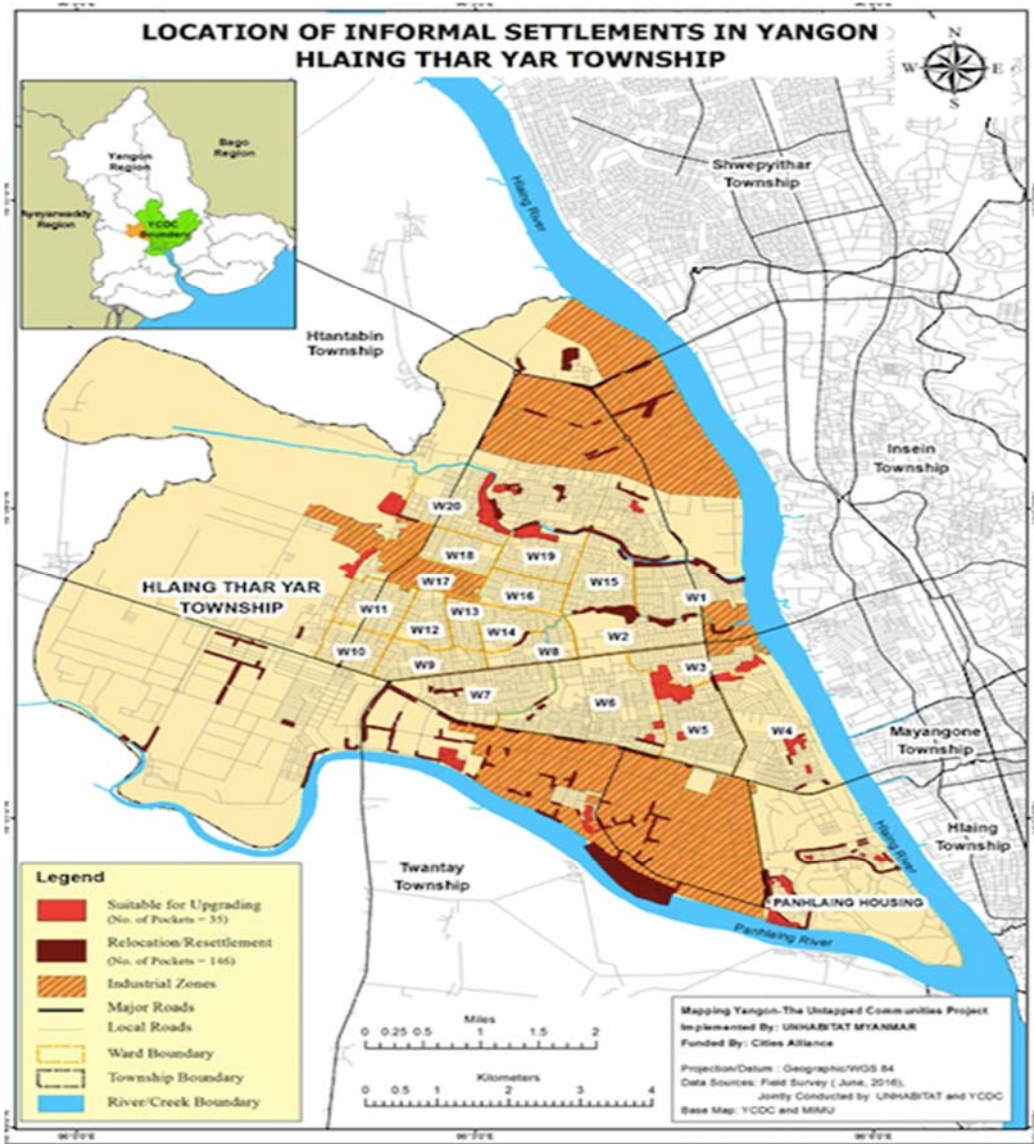 LOCATION OF INFORMAL SETTLEMENTS IN YANGON
HLAING THAR YAR TOWNSHIP
N
W
E
S
Bago
Region
Yangon
Region
Region
YCDC
Boundary
Shwepyithar
Township
Hlaing River
Htantabin
Township
Insein
Township
W20
W18
W19
HLAING THAR YAR
TOWNSHIP
W17
W16
W15
W1
W11
W13
W12
W14
W2
W10
W8
W9
W3
W7
W6
W5
W4
Mayangone
Township
Hlaing River
Hlaing
Township
Twantay
Township
PANHLAING HOUSING
Panhlaing River
Legend
Suitable for Upgrading
(No. of Pockets = 35)
Relocation/Resettlement
(No. of Pockets = 146)
Industrial Zones
Major Roads
Local Roads
Ward Boundary
Township Boundary
River/Creek Boundary
Miles
0 0.25 0.5 1 1.5 2
Kilometers
0 0.5 1 2 3 4
Mapping Yangon-The Untapped Communities Project
Implemented By: UNHABITAT MYANMAR
Funded By: Cities Alliance
Projection/Datum : Geographic/WGS 84
Data Sources: Field Survey ( June, 2016),
Jointly Conducted by UNHABITAT and YCDC
Base Map: YCDC and MIMU